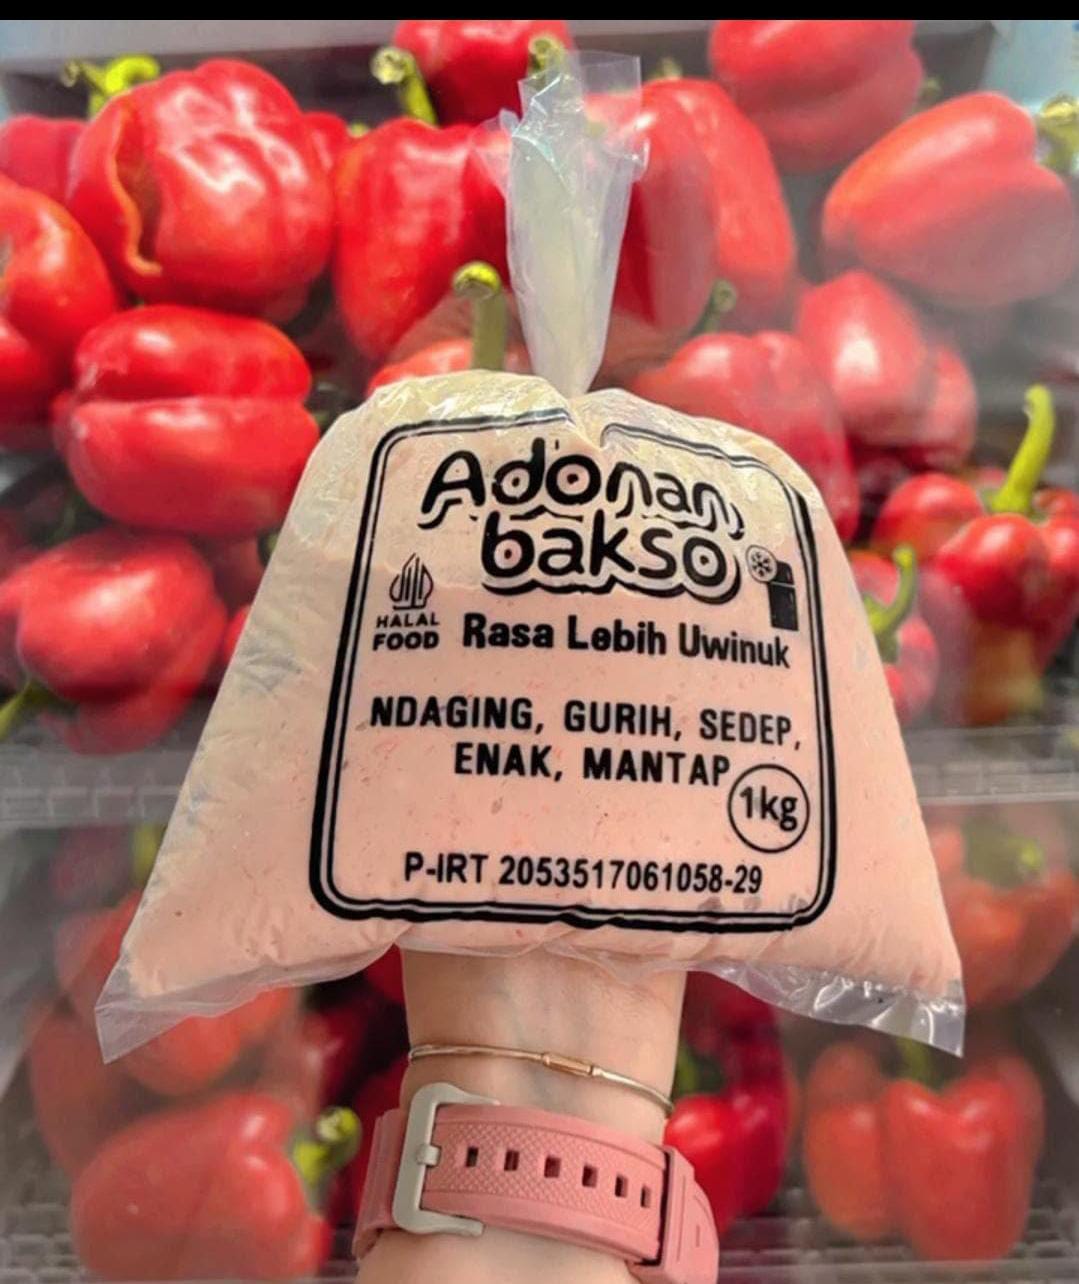 Adonan
bakso
HALAL
FOOD
Rasa Lebih Uwinuk
NDAGING, GURIH, SEDEP,
ENAK, MANTAP
1kg
P-IRT 2053517061058-29